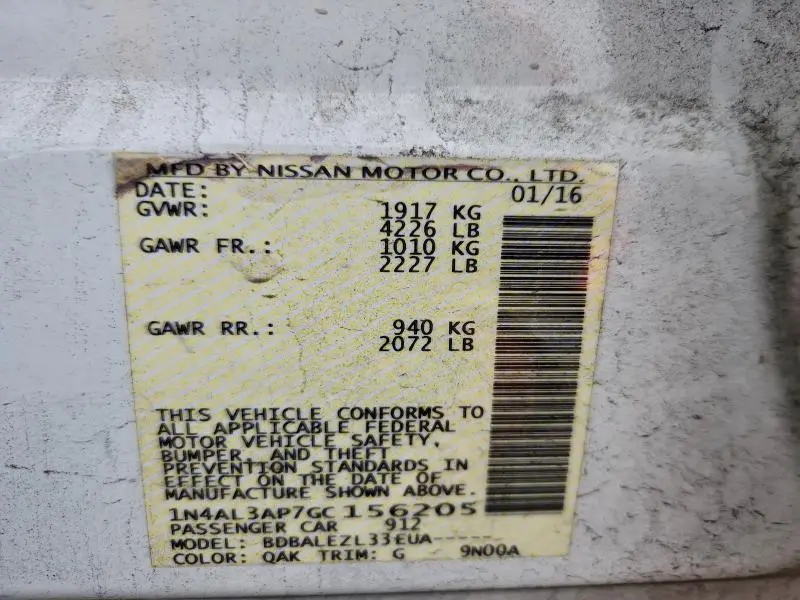 MFD BY NISSAN MOTOR CO., LTD.
DATE: 01/16
GVWR: 1917 KG
4226 LB
GAWR FR.: 1010 KG
2227 LB
GAWR RR.: 940 KG
2072 LB
THIS VEHICLE CONFORMS TO
ALL APPLICABLE FEDERAL
MOTOR VEHICLE SAFETY,
BUMPER, AND THEFT
PREVENTION STANDARDS IN
EFFECT ON THE DATE OF
MANUFACTURE SHOWN ABOVE.
1N4AL3AP7GC156205
PASSENGER CAR 912
MODEL: BDBALEZL33EUA-----
COLOR: QAK TRIM: G 9N00A